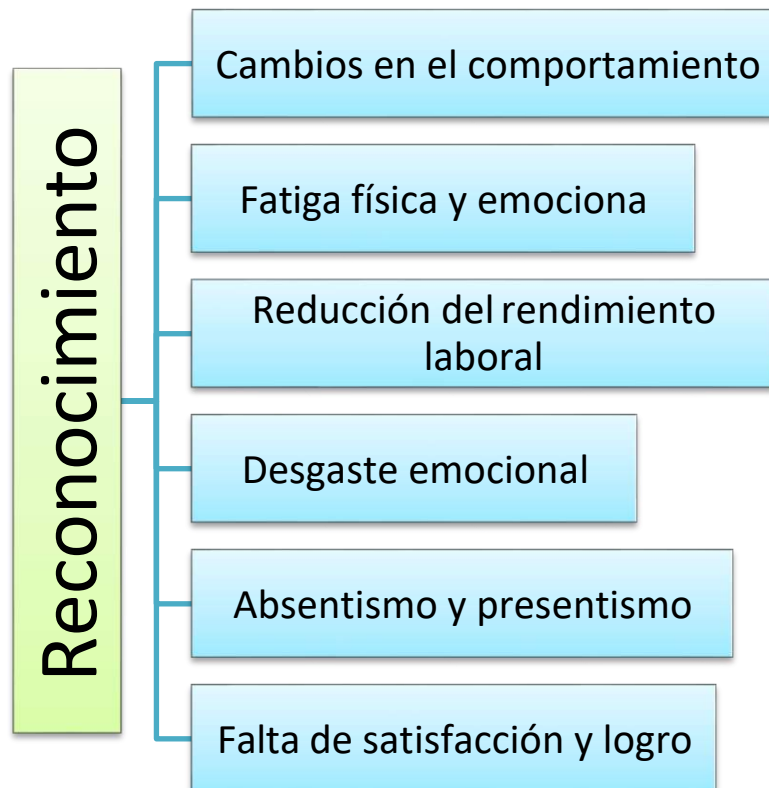 Reconocimiento
Cambios en el comportamiento
Fatiga física y emociona
Reducción del rendimiento
laboral
Desgaste emocional
Absentismo y presentismo
Falta de satisfacción y logro